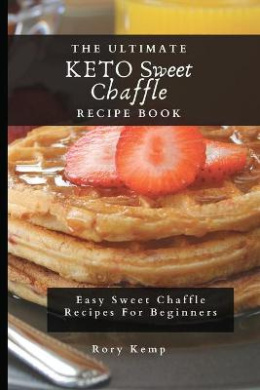 THE ULTIMATE
KETO Sweet
Chaffle
RECIPE BOOK
Easy Sweet Chaffle
Recipes For Beginners
Rory Kemp